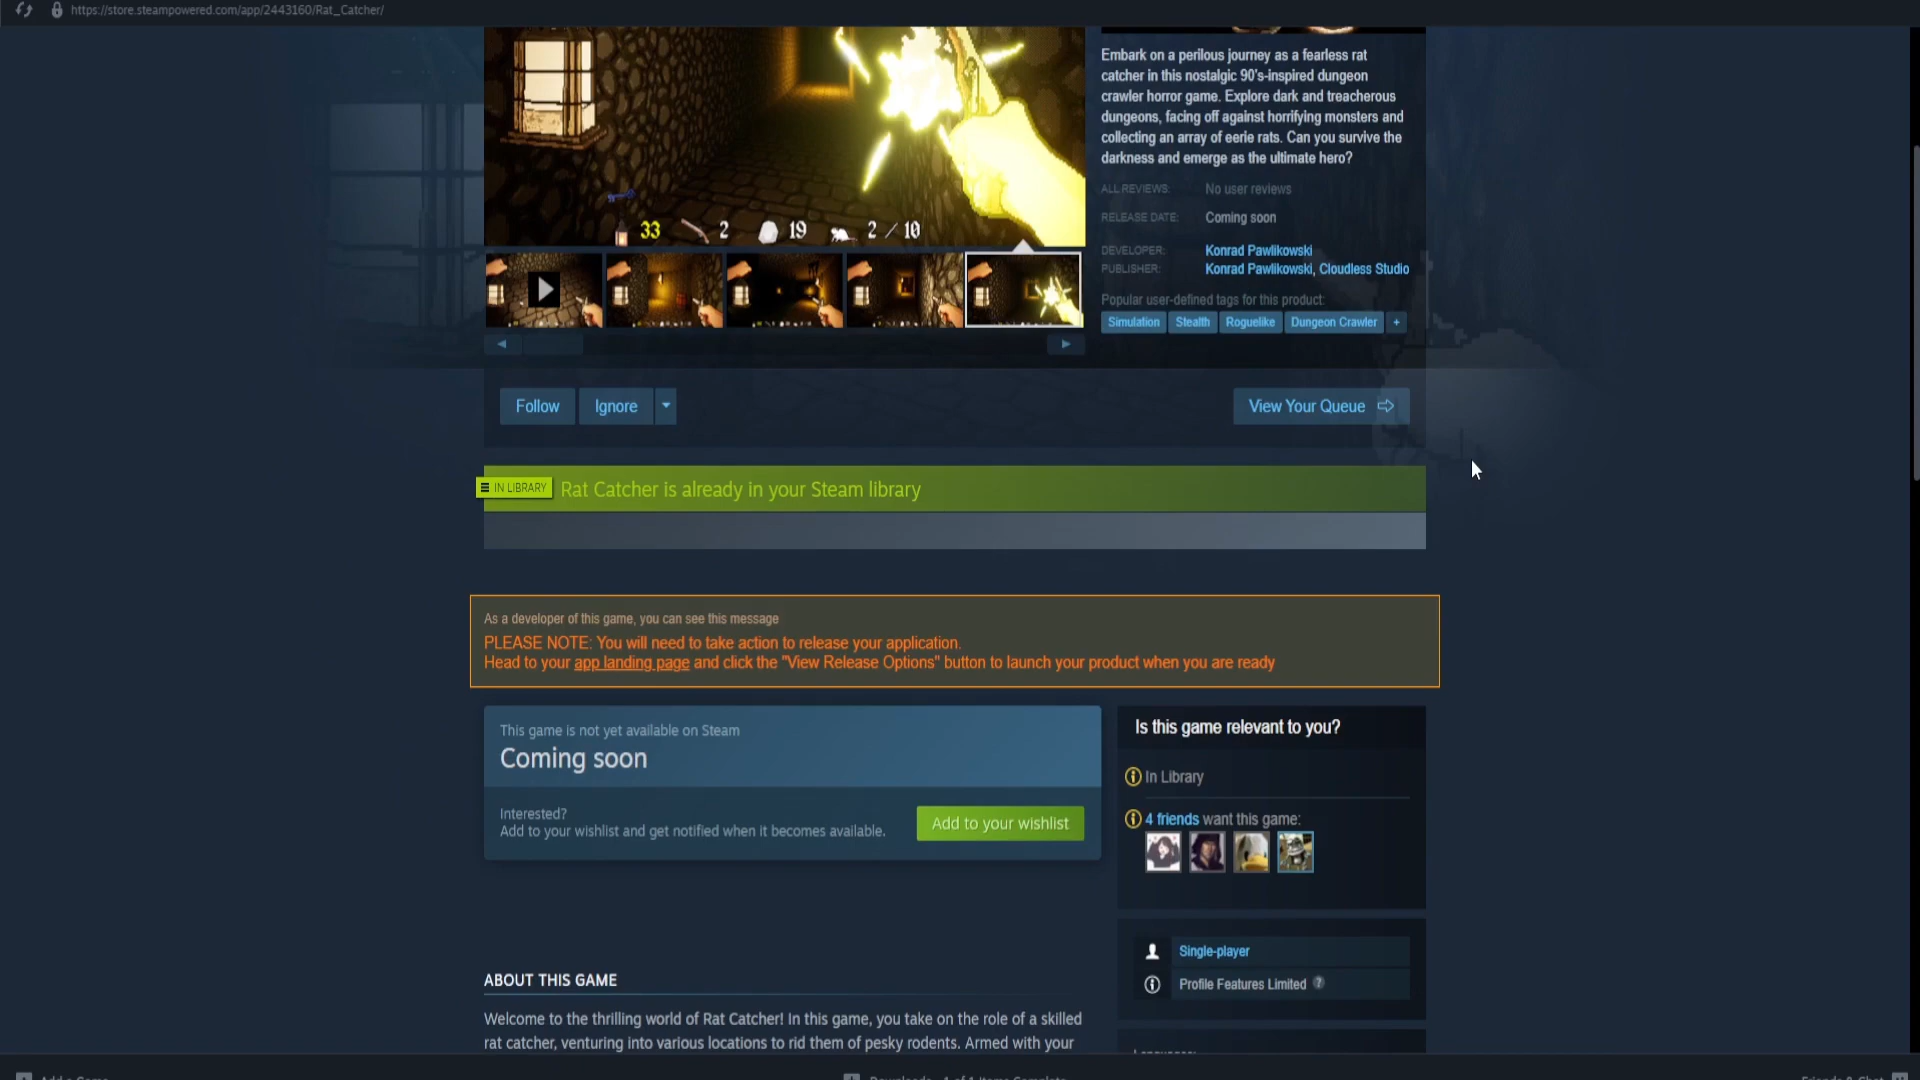 https://store.steampowered.com/app/2443160/Rat_Catcher/
Embark on a perilous journey as a fearless rat
catcher in this nostalgic 90's-inspired dungeon
crawler horror game. Explore dark and treacherous
dungeons, facing off against horrifying monsters and
collecting an array of eerie rats. Can you survive the
darkness and emerge as the ultimate hero?
ALL REVIEWS: No user reviews
RELEASE DATE: Coming soon
33 2 19 2 / 10
DEVELOPER: Konrad Pawlikowski
PUBLISHER: Konrad Pawlikowski, Cloudless Studio
Popular user-defined tags for this product:
Simulation Stealth Roguelike Dungeon Crawler +
Follow Ignore View Your Queue
IN LIBRARY Rat Catcher is already in your Steam library
As a developer of this game, you can see this message
PLEASE NOTE: You will need to take action to release your application.
Head to your app landing page and click the "View Release Options" button to launch your product when you are ready
This game is not yet available on Steam
Coming soon
Interested?
Add to your wishlist and get notified when it becomes available.
Add to your wishlist
Is this game relevant to you?
In Library
4 friends want this game:
Single-player
Profile Features Limited ?
ABOUT THIS GAME
Welcome to the thrilling world of Rat Catcher! In this game, you take on the role of a skilled
rat catcher, venturing into various locations to rid them of pesky rodents. Armed with your